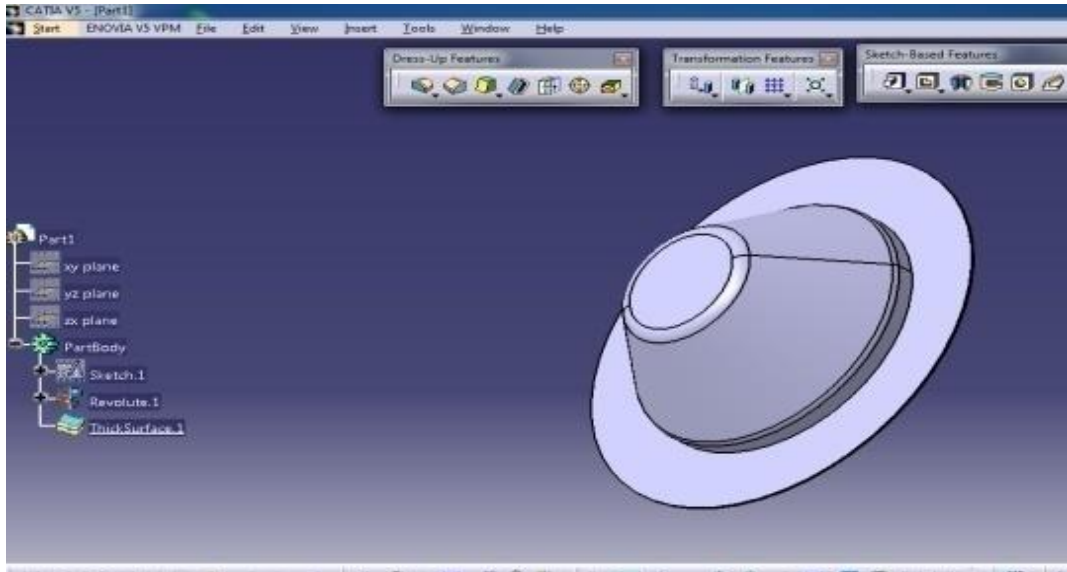 CATIA V5 - [Part1]
Start ENOVIA V5 VPM File Edit View Insert Tools Window Help
Dress-Up Features
Transformation Features
Sketch-Based Features
Part1
xy plane
yz plane
zx plane
PartBody
Sketch.1
Revolute.1
ThickSurface.1